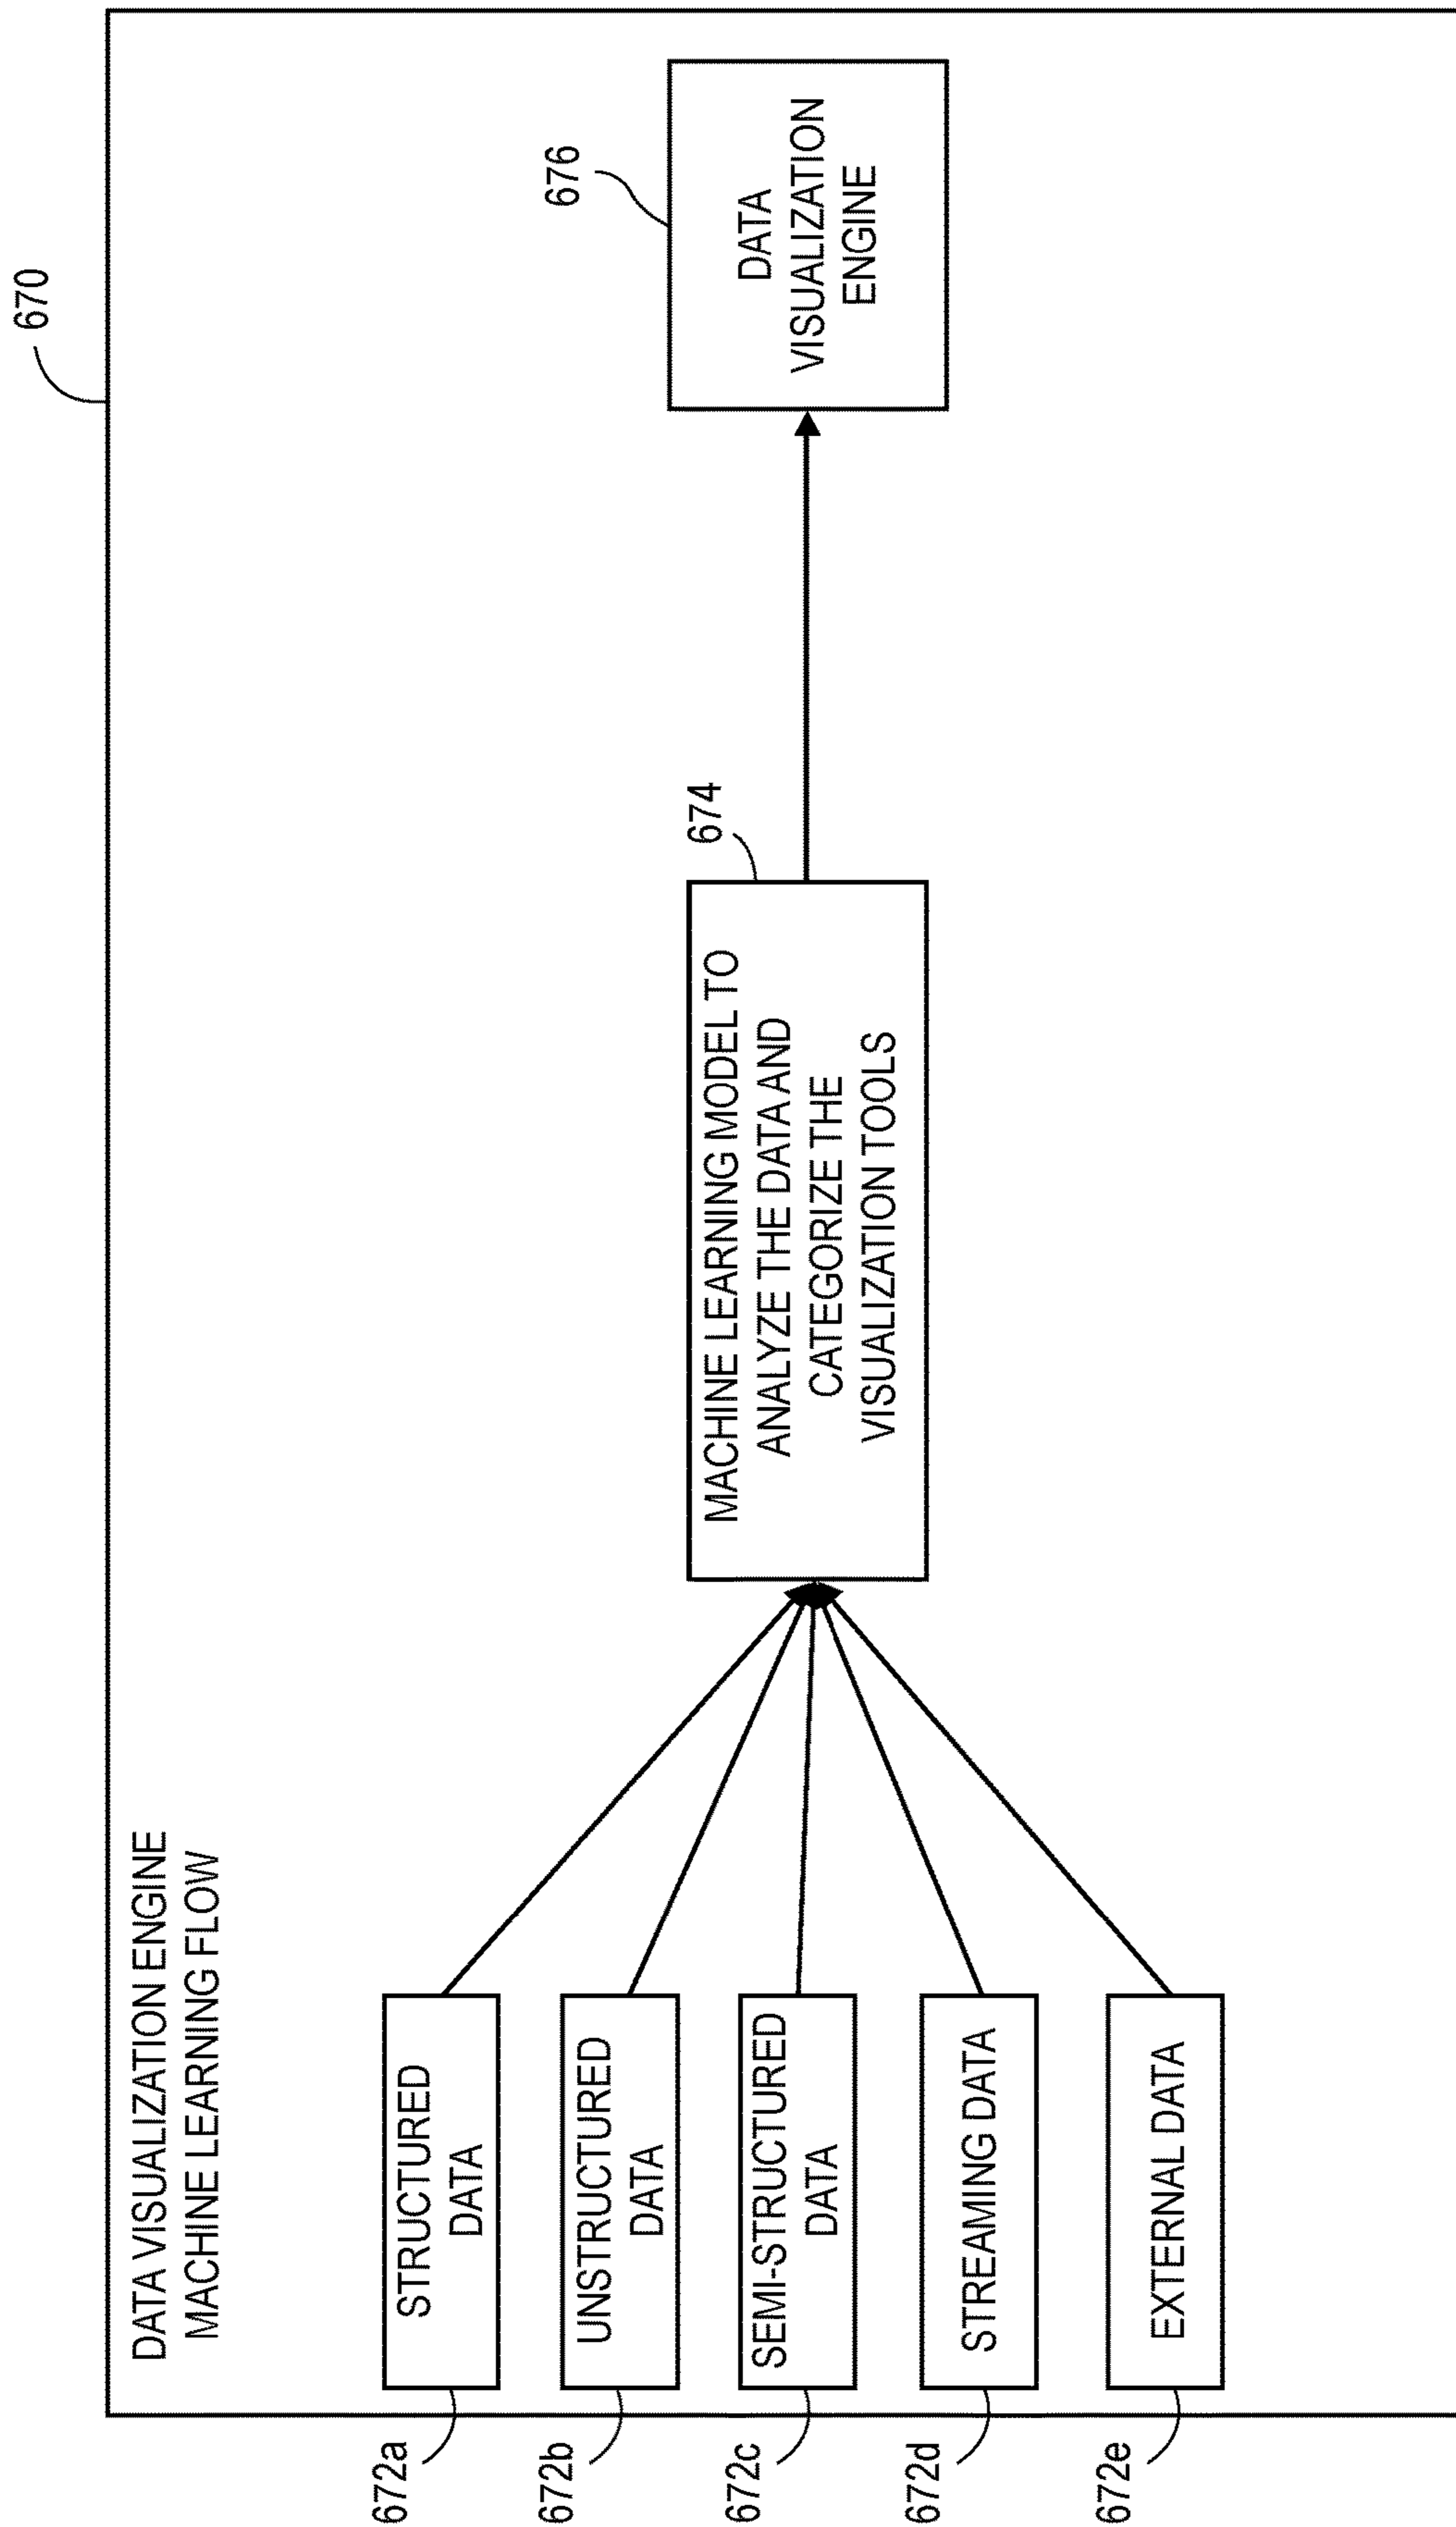 670
DATA VISUALIZATION ENGINE
MACHINE LEARNING FLOW
672a
STRUCTURED
DATA
672b
UNSTRUCTURED
DATA
672c
SEMI-STRUCTURED
DATA
672d
STREAMING DATA
672e
EXTERNAL DATA
674
MACHINE LEARNING MODEL TO
ANALYZE THE DATA AND
CATEGORIZE THE
VISUALIZATION TOOLS
676
DATA
VISUALIZATION
ENGINE